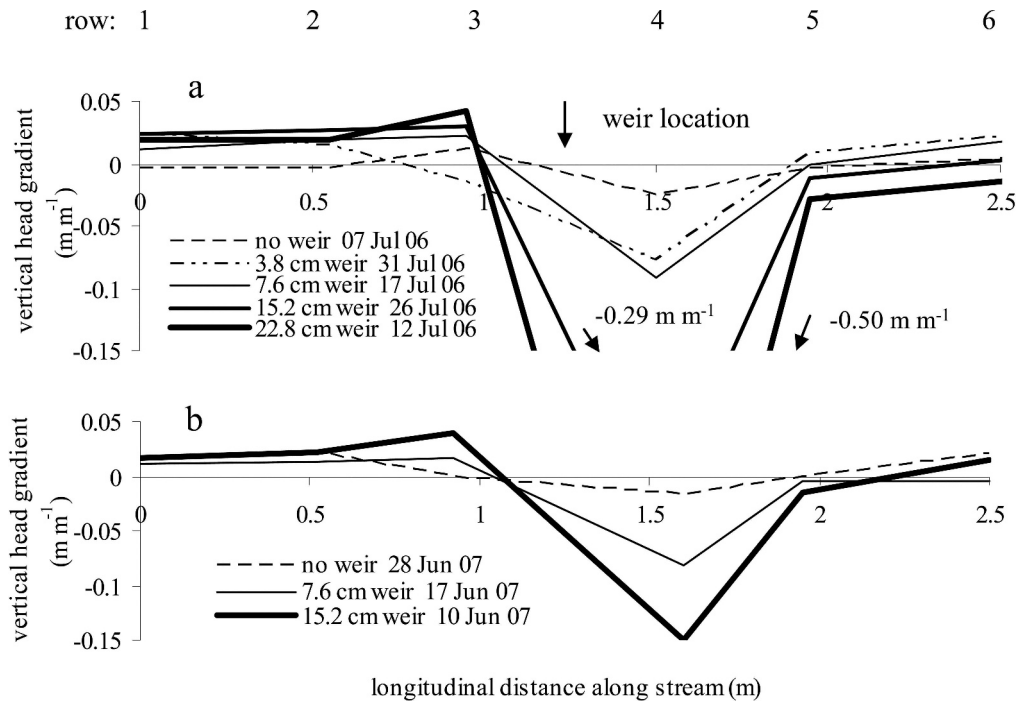 row: 1 2 3 4 5 6
a
0.05
0
-0.05
-0.1
-0.15
vertical head gradient
(m m-1)
weir location
0 0.5 1 1.5 2 2.5
no weir 07 Jul 06
3.8 cm weir 31 Jul 06
7.6 cm weir 17 Jul 06
15.2 cm weir 26 Jul 06
22.8 cm weir 12 Jul 06
-0.29 m m-1
-0.50 m m-1
b
0.05
0
-0.05
-0.1
-0.15
vertical head gradient
(m m-1)
0 0.5 1 1.5 2 2.5
no weir 28 Jun 07
7.6 cm weir 17 Jun 07
15.2 cm weir 10 Jun 07
longitudinal distance along stream (m)